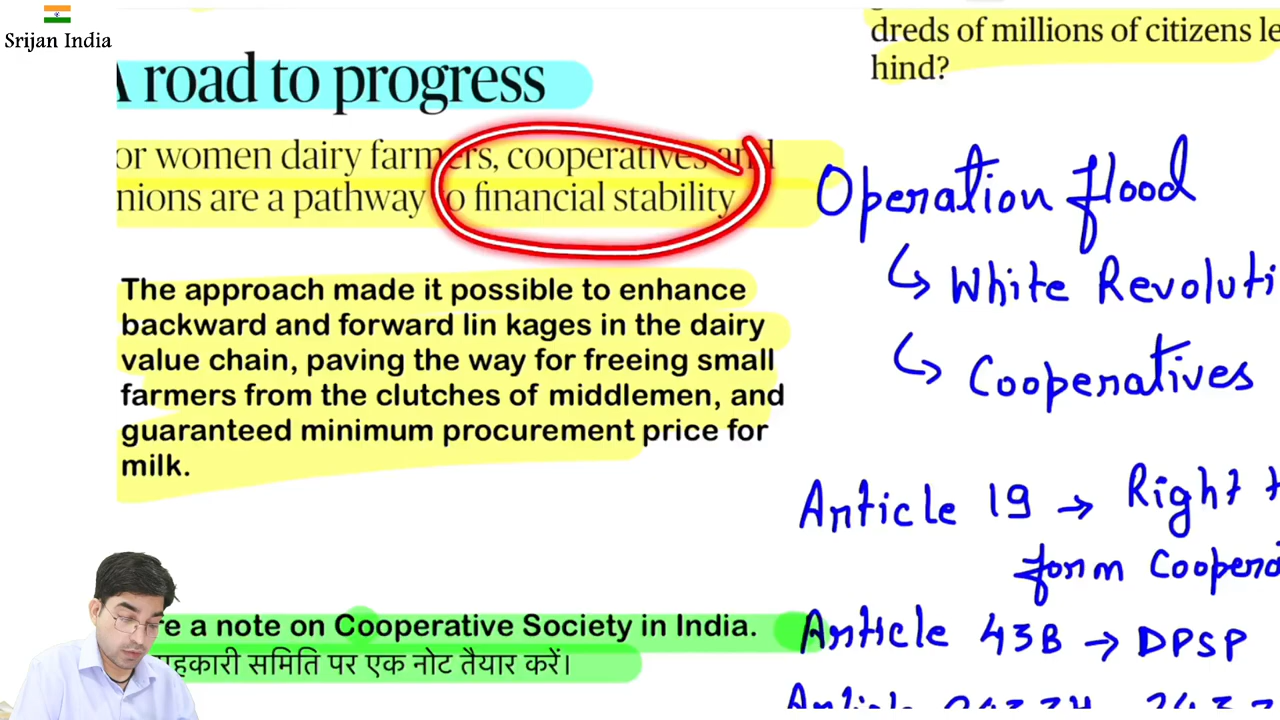 Srijan India
dreds of millions of citizens le
hind?
A road to progress
or women dairy farmers, cooperatives and
nions are a pathway to financial stability
The approach made it possible to enhance
backward and forward lin kages in the dairy
value chain, paving the way for freeing small
farmers from the clutches of middlemen, and
guaranteed minimum procurement price for
milk.
re a note on Cooperative Society in India.
ाहकारी समिति पर एक नोट तैयार करें।
Operation flood
↳ White Revoluti
↳ Cooperatives
Article 19 → Right t
form Coopera
Article 43B → DPSP
Article